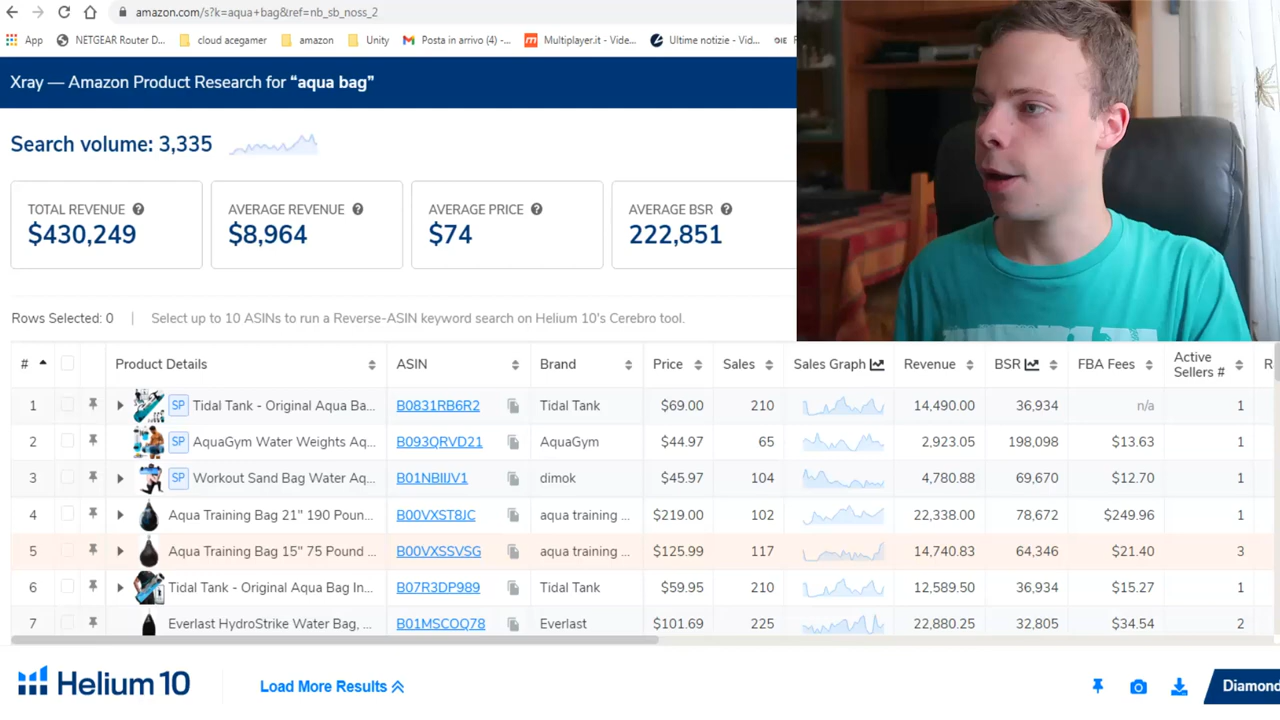 amazon.com/s?k=aqua+bag&ref=nb_sb_noss_2
App NETGEAR Router D... cloud acegamer amazon Unity Posta in arrivo (4) -... Multiplayer.it - Vide... Ultime notizie - Vid...
Xray — Amazon Product Research for “aqua bag”
Search volume: 3,335
TOTAL REVENUE AVERAGE REVENUE AVERAGE PRICE AVERAGE BSR
$430,249 $8,964 $74 222,851
Rows Selected: 0 | Select up to 10 ASINs to run a Reverse-ASIN keyword search on Helium 10's Cerebro tool.
# Product Details ASIN Brand Price Sales Sales Graph Revenue BSR FBA Fees Active Sellers # R
1 SP Tidal Tank - Original Aqua Ba... B0831RB6R2 Tidal Tank $69.00 210 14,490.00 36,934 n/a 1
2 SP AquaGym Water Weights Aq... B093QRVD21 AquaGym $44.97 65 2,923.05 198,098 $13.63 1
3 SP Workout Sand Bag Water Aq... B01NBIIJV1 dimok $45.97 104 4,780.88 69,670 $12.70 1
4 Aqua Training Bag 21" 190 Poun... B00VXST8JC aqua training ... $219.00 102 22,338.00 78,672 $249.96 1
5 Aqua Training Bag 15" 75 Pound ... B00VXSSVSG aqua training ... $125.99 117 14,740.83 64,346 $21.40 3
6 Tidal Tank - Original Aqua Bag In... B07R3DP989 Tidal Tank $59.95 210 12,589.50 36,934 $15.27 1
7 Everlast HydroStrike Water Bag, ... B01MSCOQ78 Everlast $101.69 225 22,880.25 32,805 $34.54 2
Helium 10 Load More Results Diamond